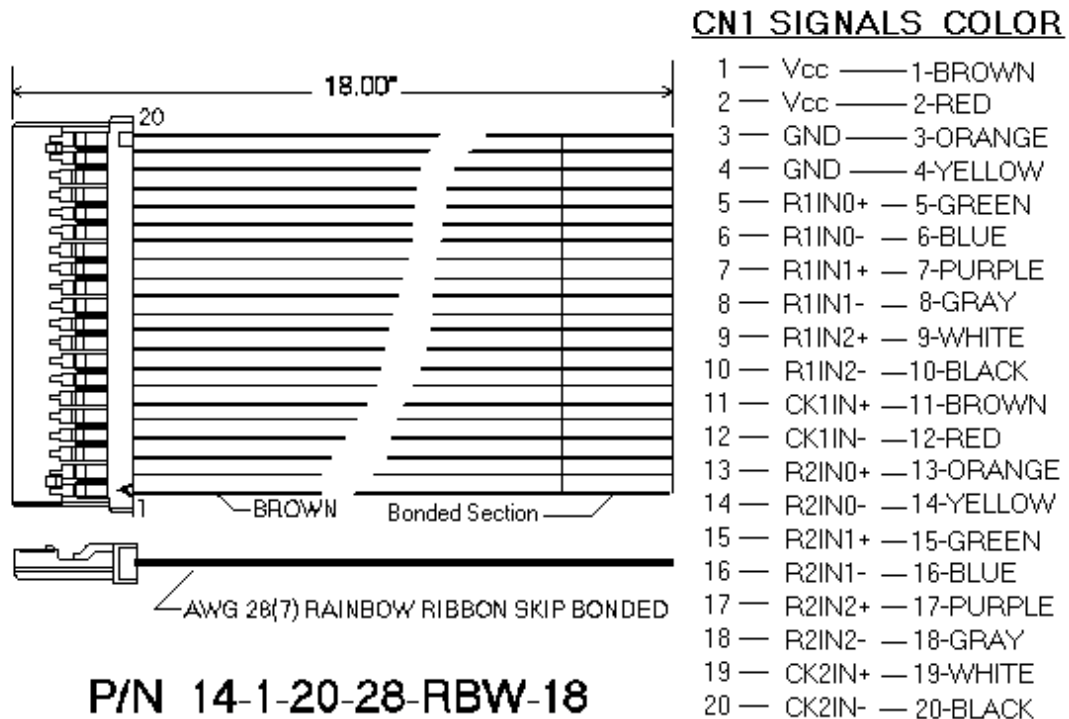 CN1 SIGNALS COLOR
1 — Vcc — 1-BROWN
2 — Vcc — 2-RED
3 — GND — 3-ORANGE
4 — GND — 4-YELLOW
5 — R1IN0+ — 5-GREEN
6 — R1IN0- — 6-BLUE
7 — R1IN1+ — 7-PURPLE
8 — R1IN1- — 8-GRAY
9 — R1IN2+ — 9-WHITE
10 — R1IN2- — 10-BLACK
11 — CK1IN+ — 11-BROWN
12 — CK1IN- — 12-RED
13 — R2IN0+ — 13-ORANGE
14 — R2IN0- — 14-YELLOW
15 — R2IN1+ — 15-GREEN
16 — R2IN1- — 16-BLUE
17 — R2IN2+ — 17-PURPLE
18 — R2IN2- — 18-GRAY
19 — CK2IN+ — 19-WHITE
20 — CK2IN- — 20-BLACK
18.00"
20
1
BROWN
Bonded Section
AWG 28(7) RAINBOW RIBBON SKIP BONDED
P/N 14-1-20-28-RBW-18